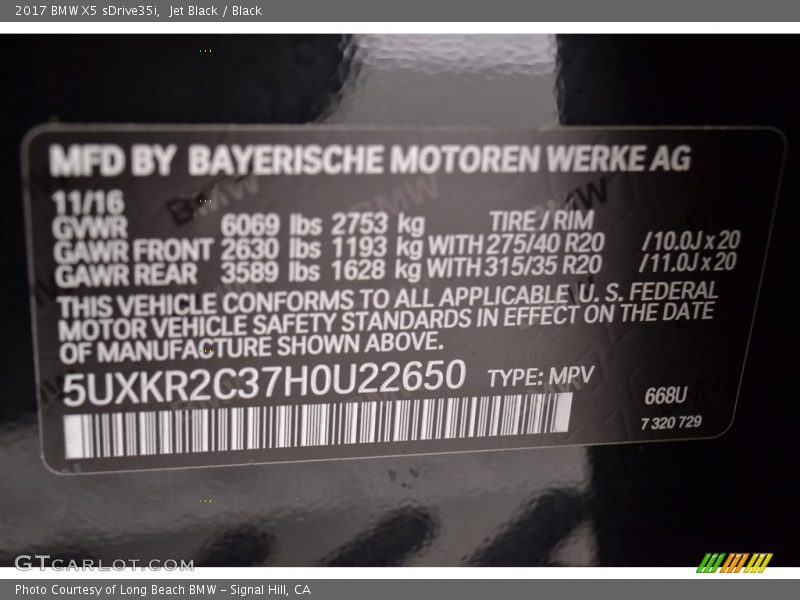 2017 BMW X5 sDrive35i, Jet Black / Black
MFD BY BAYERISCHE MOTOREN WERKE AG
11/16
GVWR 6069 lbs 2753 kg TIRE / RIM
GAWR FRONT 2630 lbs 1193 kg WITH 275/40 R20 /10.0J x 20
GAWR REAR 3589 lbs 1628 kg WITH 315/35 R20 /11.0J x 20
THIS VEHICLE CONFORMS TO ALL APPLICABLE U. S. FEDERAL
MOTOR VEHICLE SAFETY STANDARDS IN EFFECT ON THE DATE
OF MANUFACTURE SHOWN ABOVE.
5UXKR2C37H0U22650 TYPE: MPV
668U
7 320 729
GTCARLOT.COM
Photo Courtesy of Long Beach BMW - Signal Hill, CA